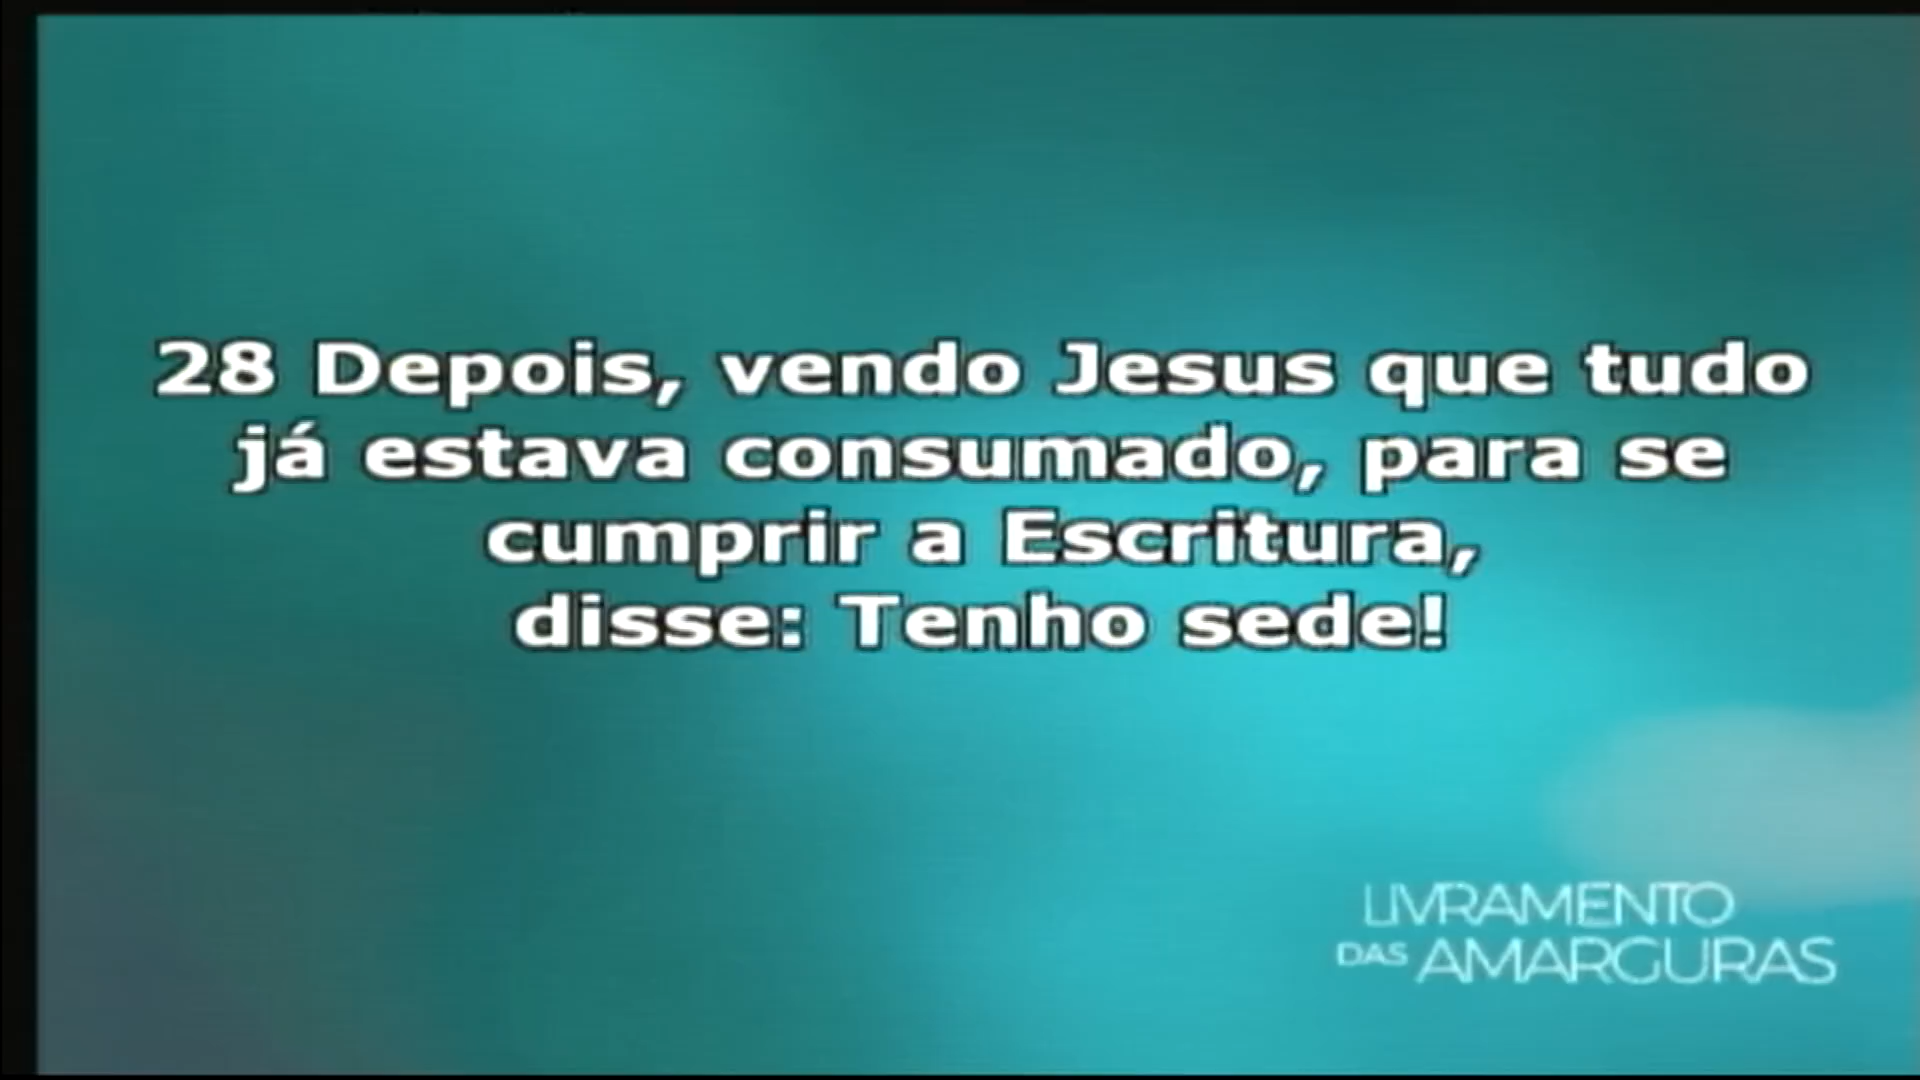 28 Depois, vendo Jesus que tudo
já estava consumado, para se
cumprir a Escritura,
disse: Tenho sede!
LIVRAMENTO
DAS AMARGURAS